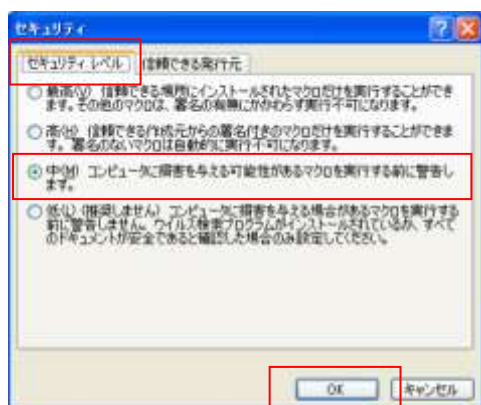 セキュリティ
セキュリティ レベル
信頼できる発行元
最高(V) 信頼できる場所にインストールされたマクロだけを実行することができ
ます。その他のマクロは、署名の有無にかかわらず実行不可になります。
高(H) 信頼できる作成元からの署名付きのマクロだけを実行することができま
す。署名のないマクロは自動的に実行不可になります。
中(M) コンピュータに損害を与える可能性があるマクロを実行する前に警告し
ます。
低(L) (推奨しません) コンピュータに損害を与える場合があるマクロを実行する
前に警告しません。ウイルス検索プログラムがインストールされているか、すべて
のドキュメントが安全であると確認した場合のみ設定してください。
OK
キャンセル